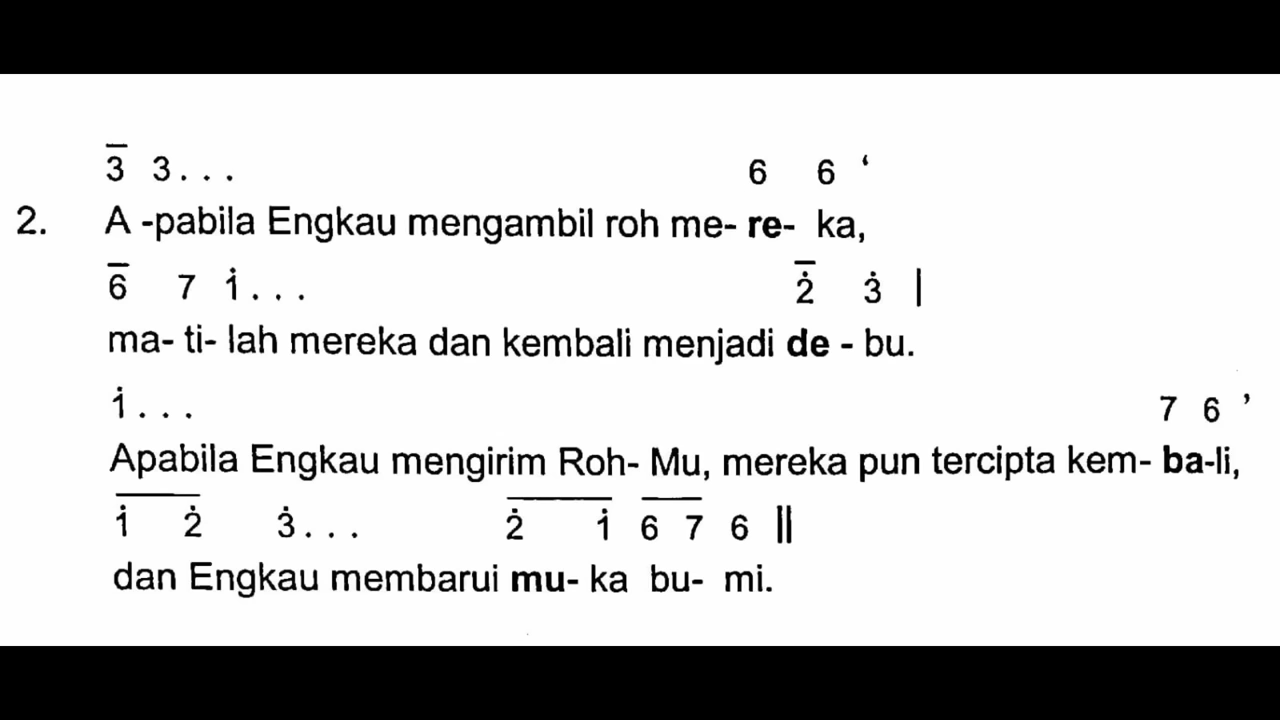 3̅ 3 . . . 6 6 ‘
2. A -pabila Engkau mengambil roh me- re- ka,
6̅ 7 i̇ . . . 2̵̇ 3̇ |
ma- ti- lah mereka dan kembali menjadi de - bu.
1̇ . . . 7 6 ’
Apabila Engkau mengirim Roh- Mu, mereka pun tercipta kem- ba-li,
1̇ 2̇ 3̇ . . . 2̇ 1̇ 6 7 6 ||
dan Engkau membarui mu- ka bu- mi.